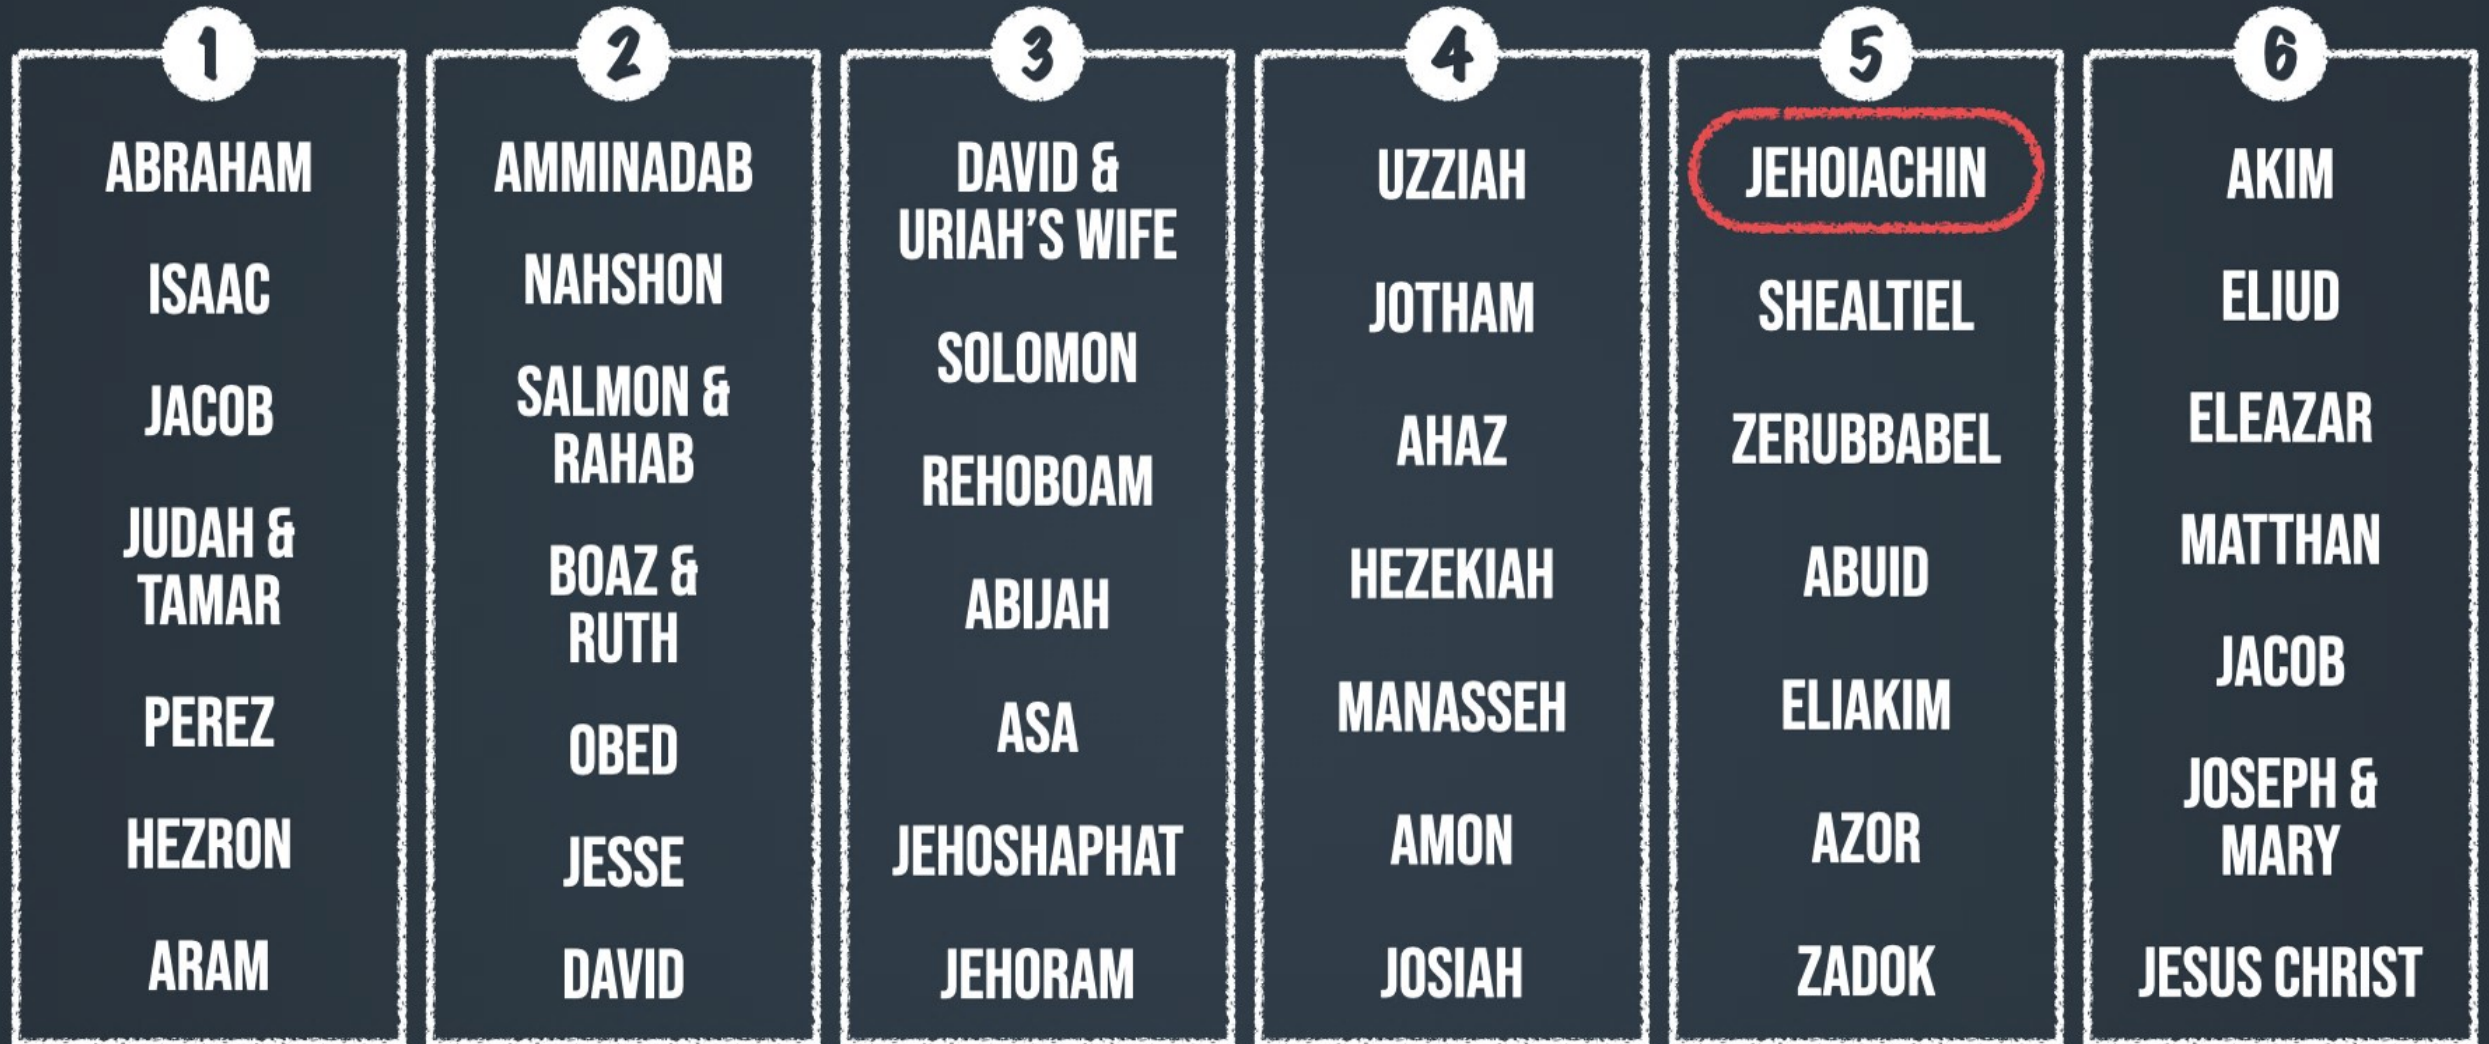 1
ABRAHAM
ISAAC
JACOB
JUDAH &
TAMAR
PEREZ
HEZRON
ARAM
2
AMMINADAB
NAHSHON
SALMON &
RAHAB
BOAZ &
RUTH
OBED
JESSE
DAVID
3
DAVID &
URIAH'S WIFE
SOLOMON
REHOBOAM
ABIJAH
ASA
JEHOSHAPHAT
JEHORAM
4
UZZIAH
JOTHAM
AHAZ
HEZEKIAH
MANASSEH
AMON
JOSIAH
5
JEHOIACHIN
SHEALTIEL
ZERUBBABEL
ABUID
ELIAKIM
AZOR
ZADOK
6
AKIM
ELIUD
ELEAZAR
MATTHAN
JACOB
JOSEPH &
MARY
JESUS CHRIST